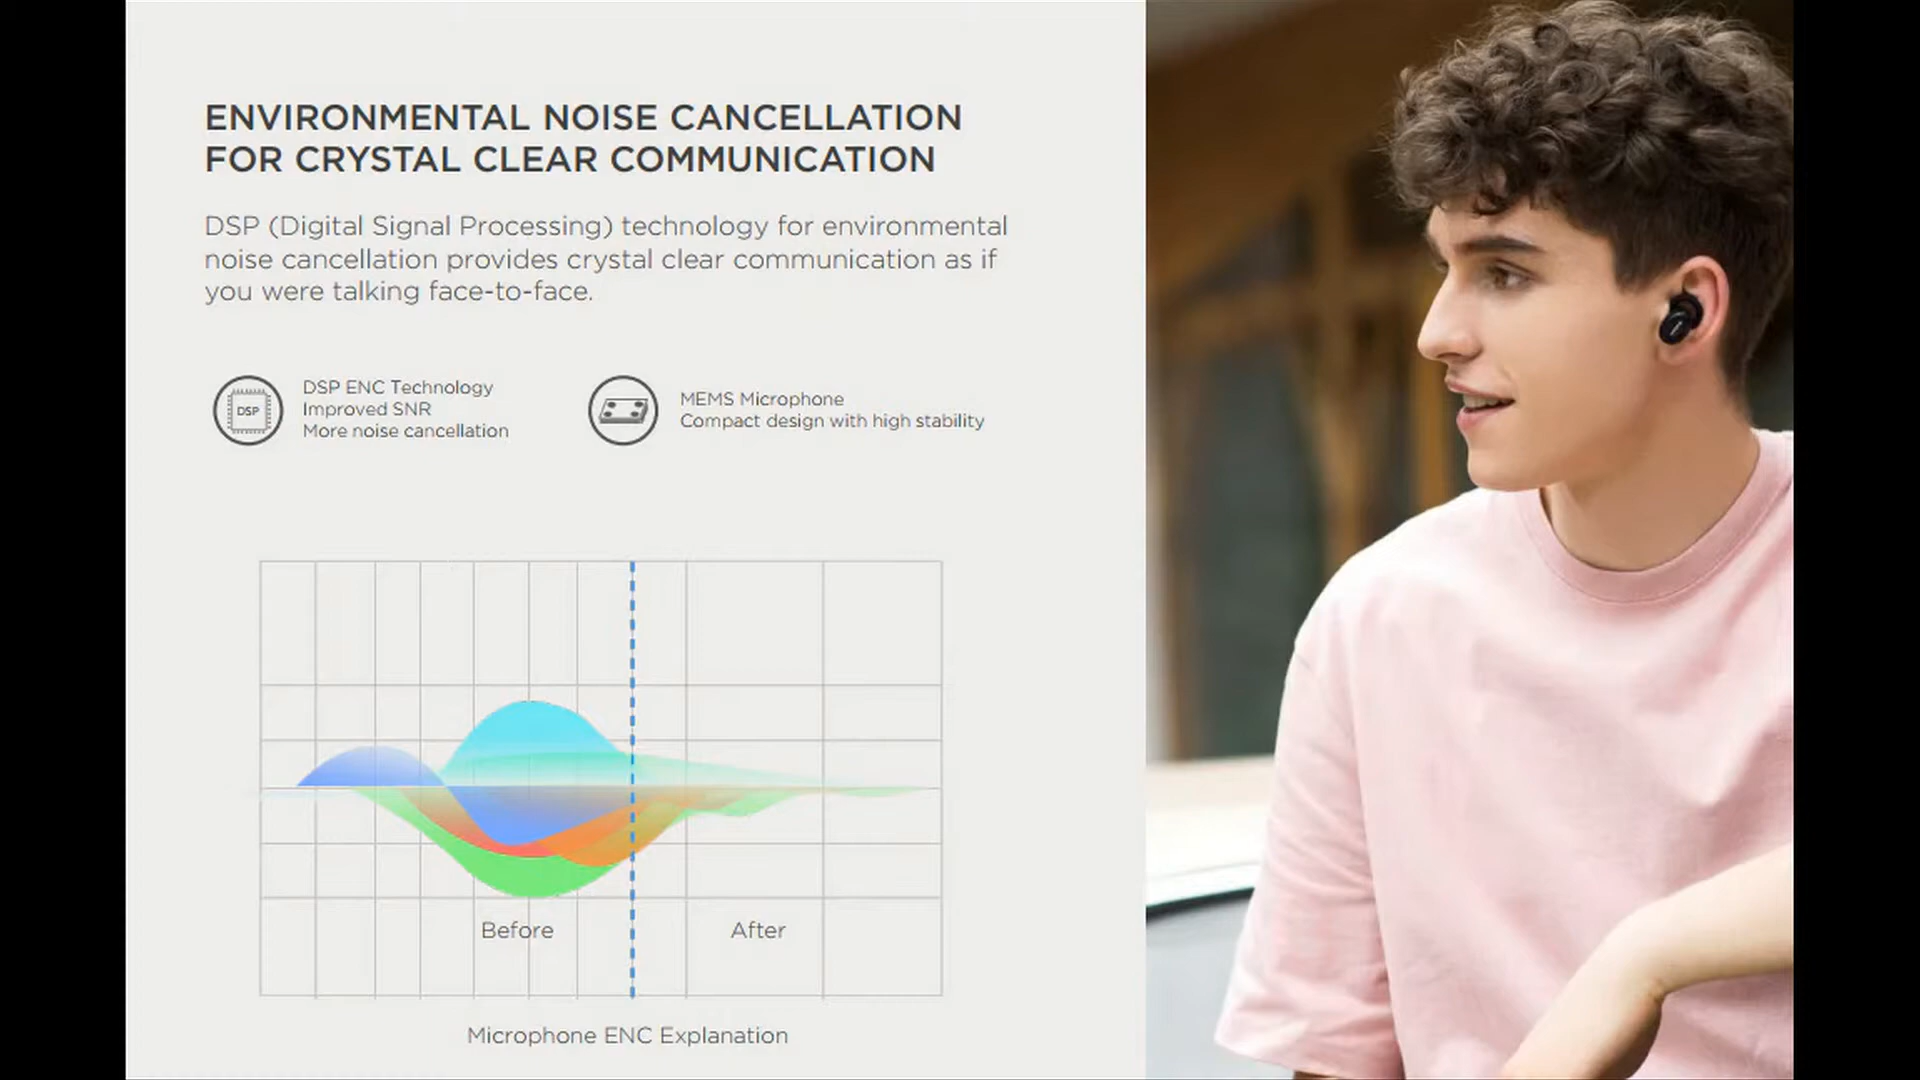 ENVIRONMENTAL NOISE CANCELLATION
FOR CRYSTAL CLEAR COMMUNICATION
DSP (Digital Signal Processing) technology for environmental
noise cancellation provides crystal clear communication as if
you were talking face-to-face.
DSP
DSP ENC Technology
Improved SNR
More noise cancellation
MEMS Microphone
Compact design with high stability
Before
After
Microphone ENC Explanation